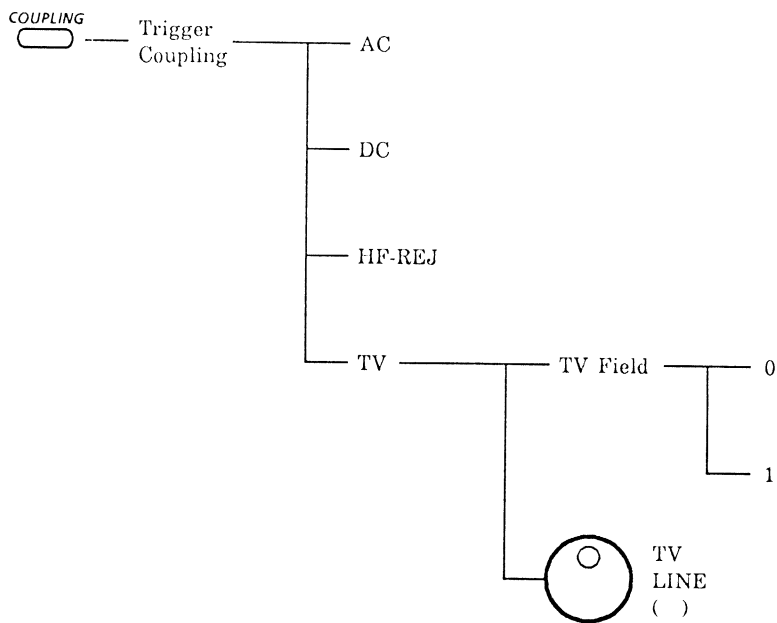 COUPLING
Trigger
Coupling
AC
DC
HF-REJ
TV
TV Field
0
1
TV
LINE
( )